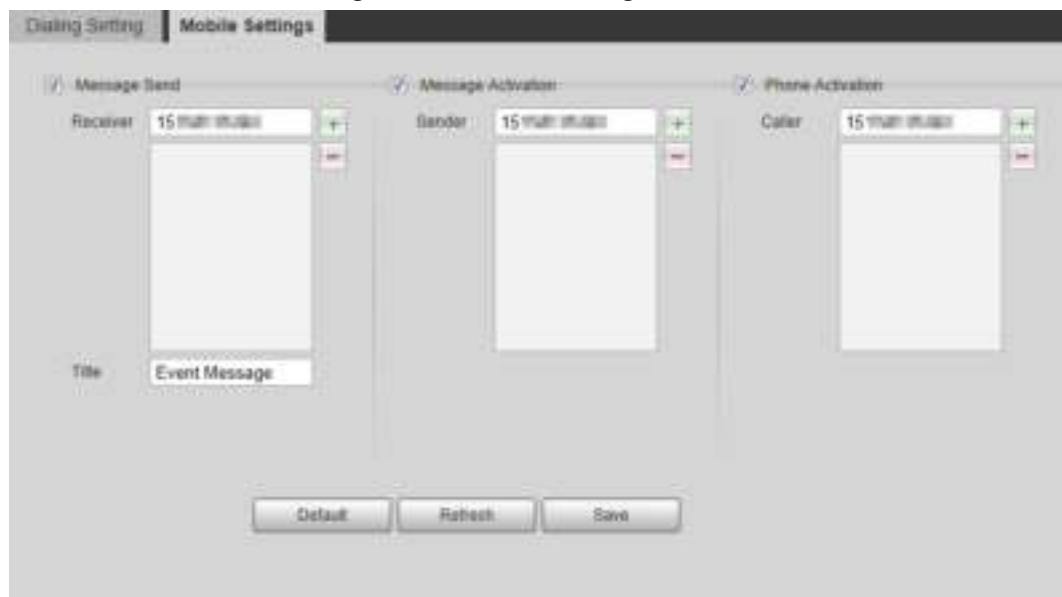 Dialing Setting Mobile Settings
Message Send Message Activation Phone Activation
Receiver 15 + Sender 15 + Caller 15 +
- - -
Title Event Message
Default Refresh Save